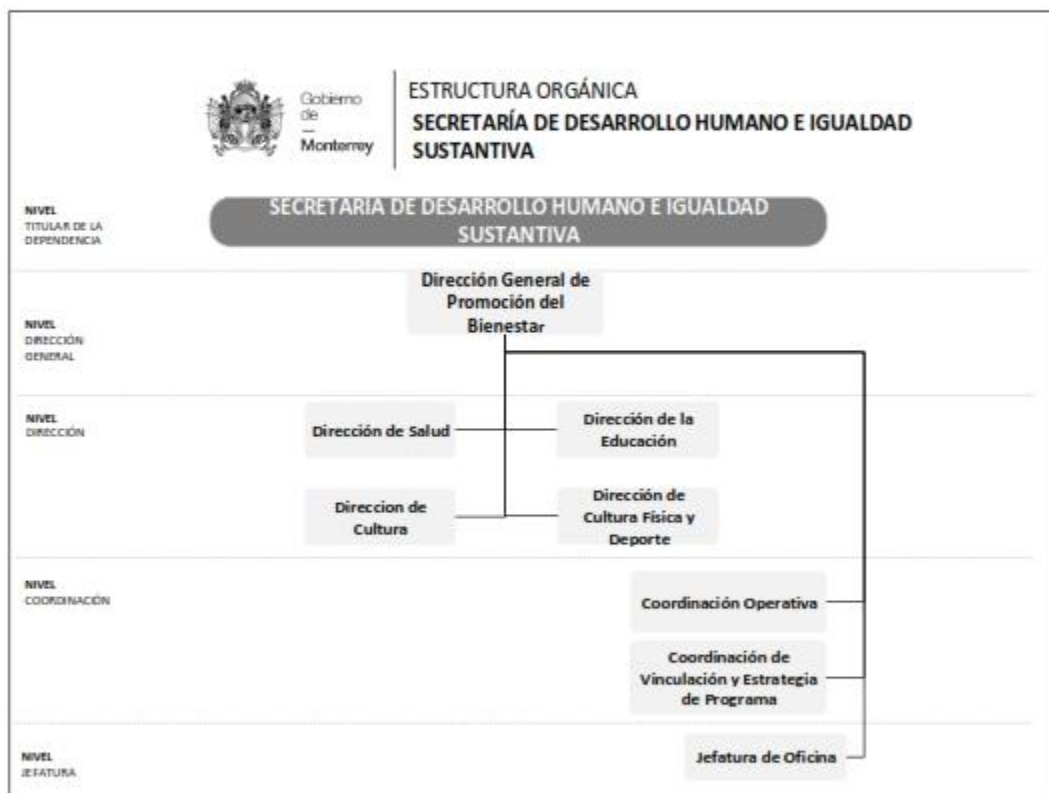 Gobierno
de
—
Monterrey
ESTRUCTURA ORGÁNICA
SECRETARÍA DE DESARROLLO HUMANO E IGUALDAD
SUSTANTIVA
NIVEL
TITULAR DE LA
DEPENDENCIA
SECRETARIA DE DESARROLLO HUMANO E IGUALDAD
SUSTANTIVA
NIVEL
DIRECCIÓN
GENERAL
Dirección General de
Promoción del
Bienestar
NIVEL
DIRECCIÓN
Dirección de Salud
Dirección de la
Educación
Direccion de
Cultura
Dirección de
Cultura Física y
Deporte
NIVEL
COORDINACIÓN
Coordinación Operativa
Coordinación de
Vinculación y Estrategia
de Programa
NIVEL
JEFATURA
Jefatura de Oficina